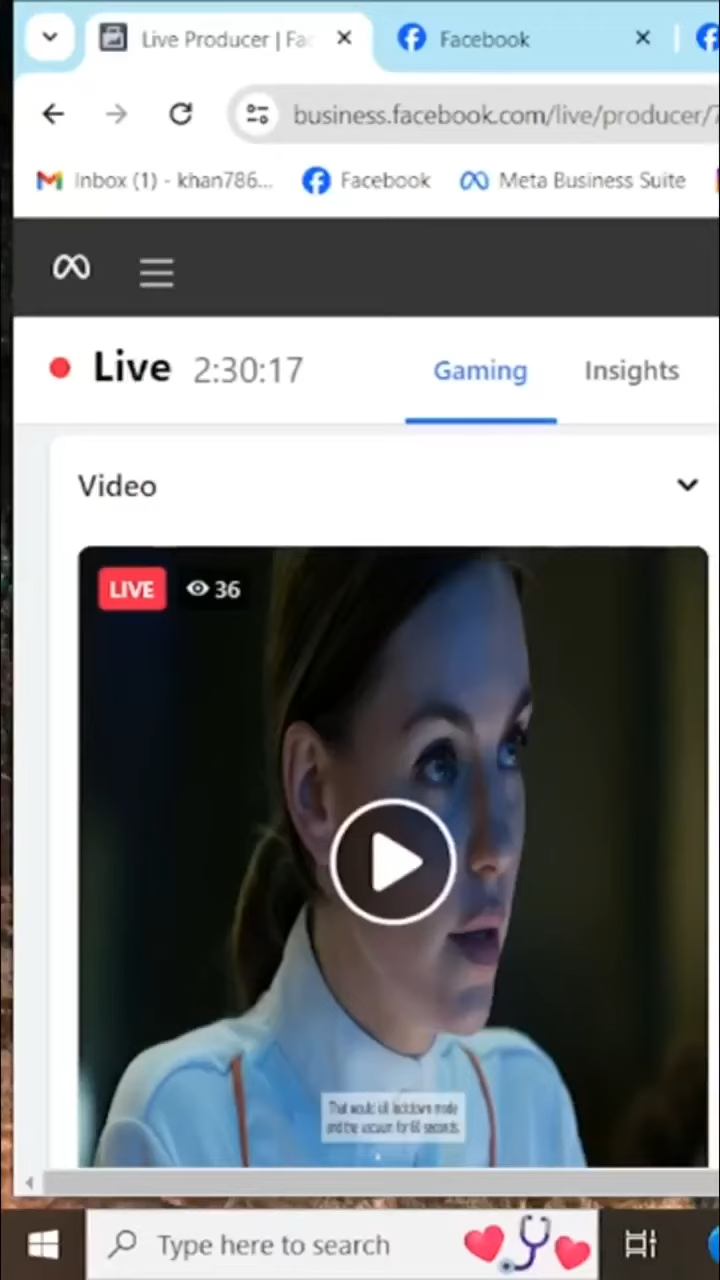 Live Producer | Fac
Facebook
business.facebook.com/live/producer/7
Inbox (1) - khan786...
Facebook
Meta Business Suite
Live 2:30:17
Gaming
Insights
Video
LIVE 36
That would kill lockdown mode
and the vacuum for 60 seconds.
Type here to search